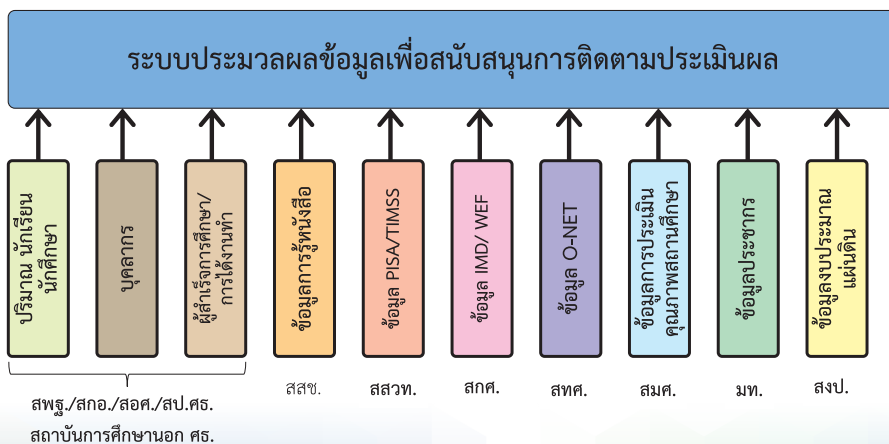 ระบบประมวลผลข้อมูลเพื่อสนับสนุนการติดตามประเมินผล
ปริมาณ นักเรียน
นักศึกษา
บุคลากร
ผู้สำเร็จการศึกษา/
การได้งานทำ
ข้อมูลการรู้หนังสือ
ข้อมูล PISA/TIMSS
ข้อมูล IMD/ WEF
ข้อมูล O-NET
ข้อมูลการประเมิน
คุณภาพสถานศึกษา
ข้อมูลประชากร
ข้อมูลงบประมาณ
แผ่นดิน
สพฐ./สกอ./สอศ./สป.ศธ.
สถาบันการศึกษานอก ศธ.
สสช.
สสวท.
สกศ.
สทศ.
สมศ.
มท.
สงป.